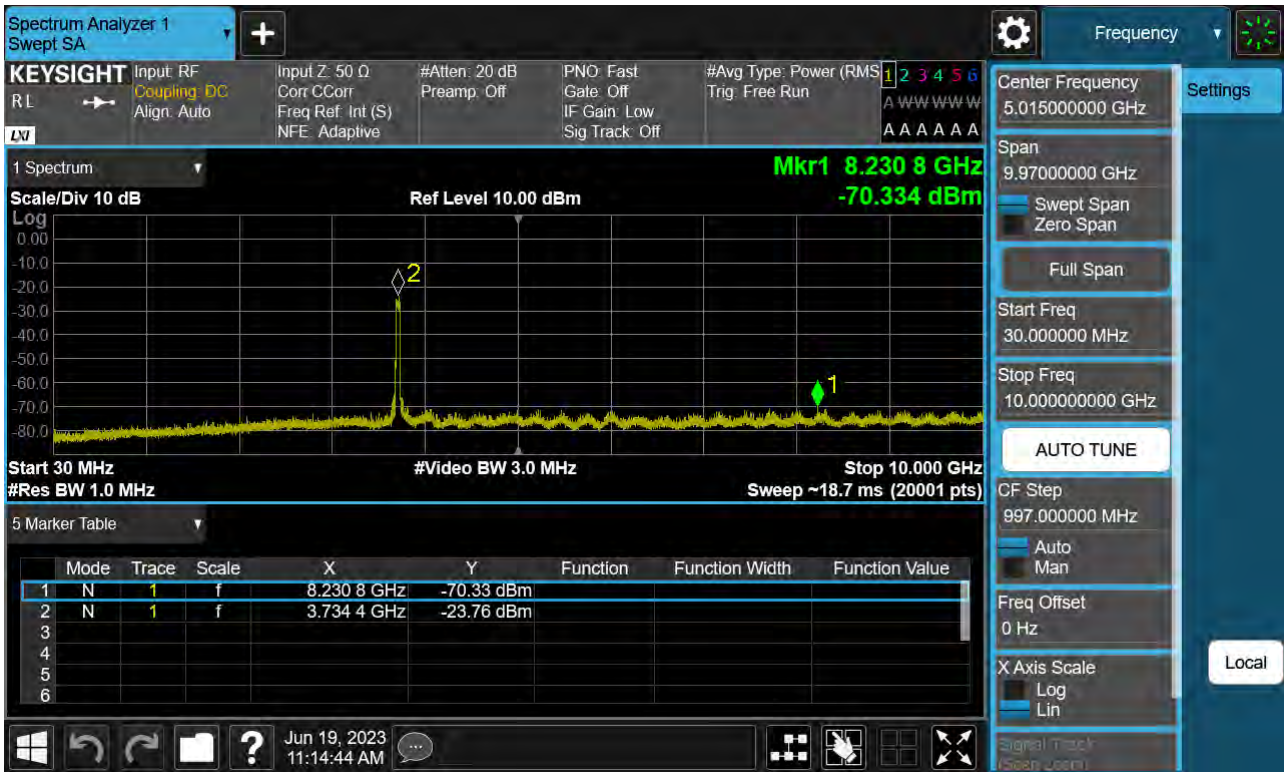 Spectrum Analyzer 1
Swept SA
Frequency
KEYSIGHT
RL
LXI
Input: RF
Coupling: DC
Align: Auto
Input Z: 50 Ω
Corr CCorr
Freq Ref: Int (S)
NFE: Adaptive
#Atten: 20 dB
Preamp: Off
PNO: Fast
Gate: Off
IF Gain: Low
Sig Track: Off
#Avg Type: Power (RMS
Trig: Free Run
1 2 3 4 5 6
A W W W W W
A A A A A A
1 Spectrum
Mkr1 8.230 8 GHz
Scale/Div 10 dB
Ref Level 10.00 dBm
-70.334 dBm
Log
0.00
-10.0
-20.0
-30.0
-40.0
-50.0
-60.0
-70.0
-80.0
2
1
Start 30 MHz
#Video BW 3.0 MHz
Stop 10.000 GHz
#Res BW 1.0 MHz
Sweep ~18.7 ms (20001 pts)
5 Marker Table
Mode Trace Scale X Y Function Function Width Function Value
1 N 1 f 8.230 8 GHz -70.33 dBm
2 N 1 f 3.734 4 GHz -23.76 dBm
3
4
5
6
Jun 19, 2023
11:14:44 AM
Center Frequency
5.015000000 GHz
Settings
Span
9.97000000 GHz
Swept Span
Zero Span
Full Span
Start Freq
30.000000 MHz
Stop Freq
10.000000000 GHz
AUTO TUNE
CF Step
997.000000 MHz
Auto
Man
Freq Offset
0 Hz
X Axis Scale
Log
Lin
Local
Signal Track
(Span Zoom)